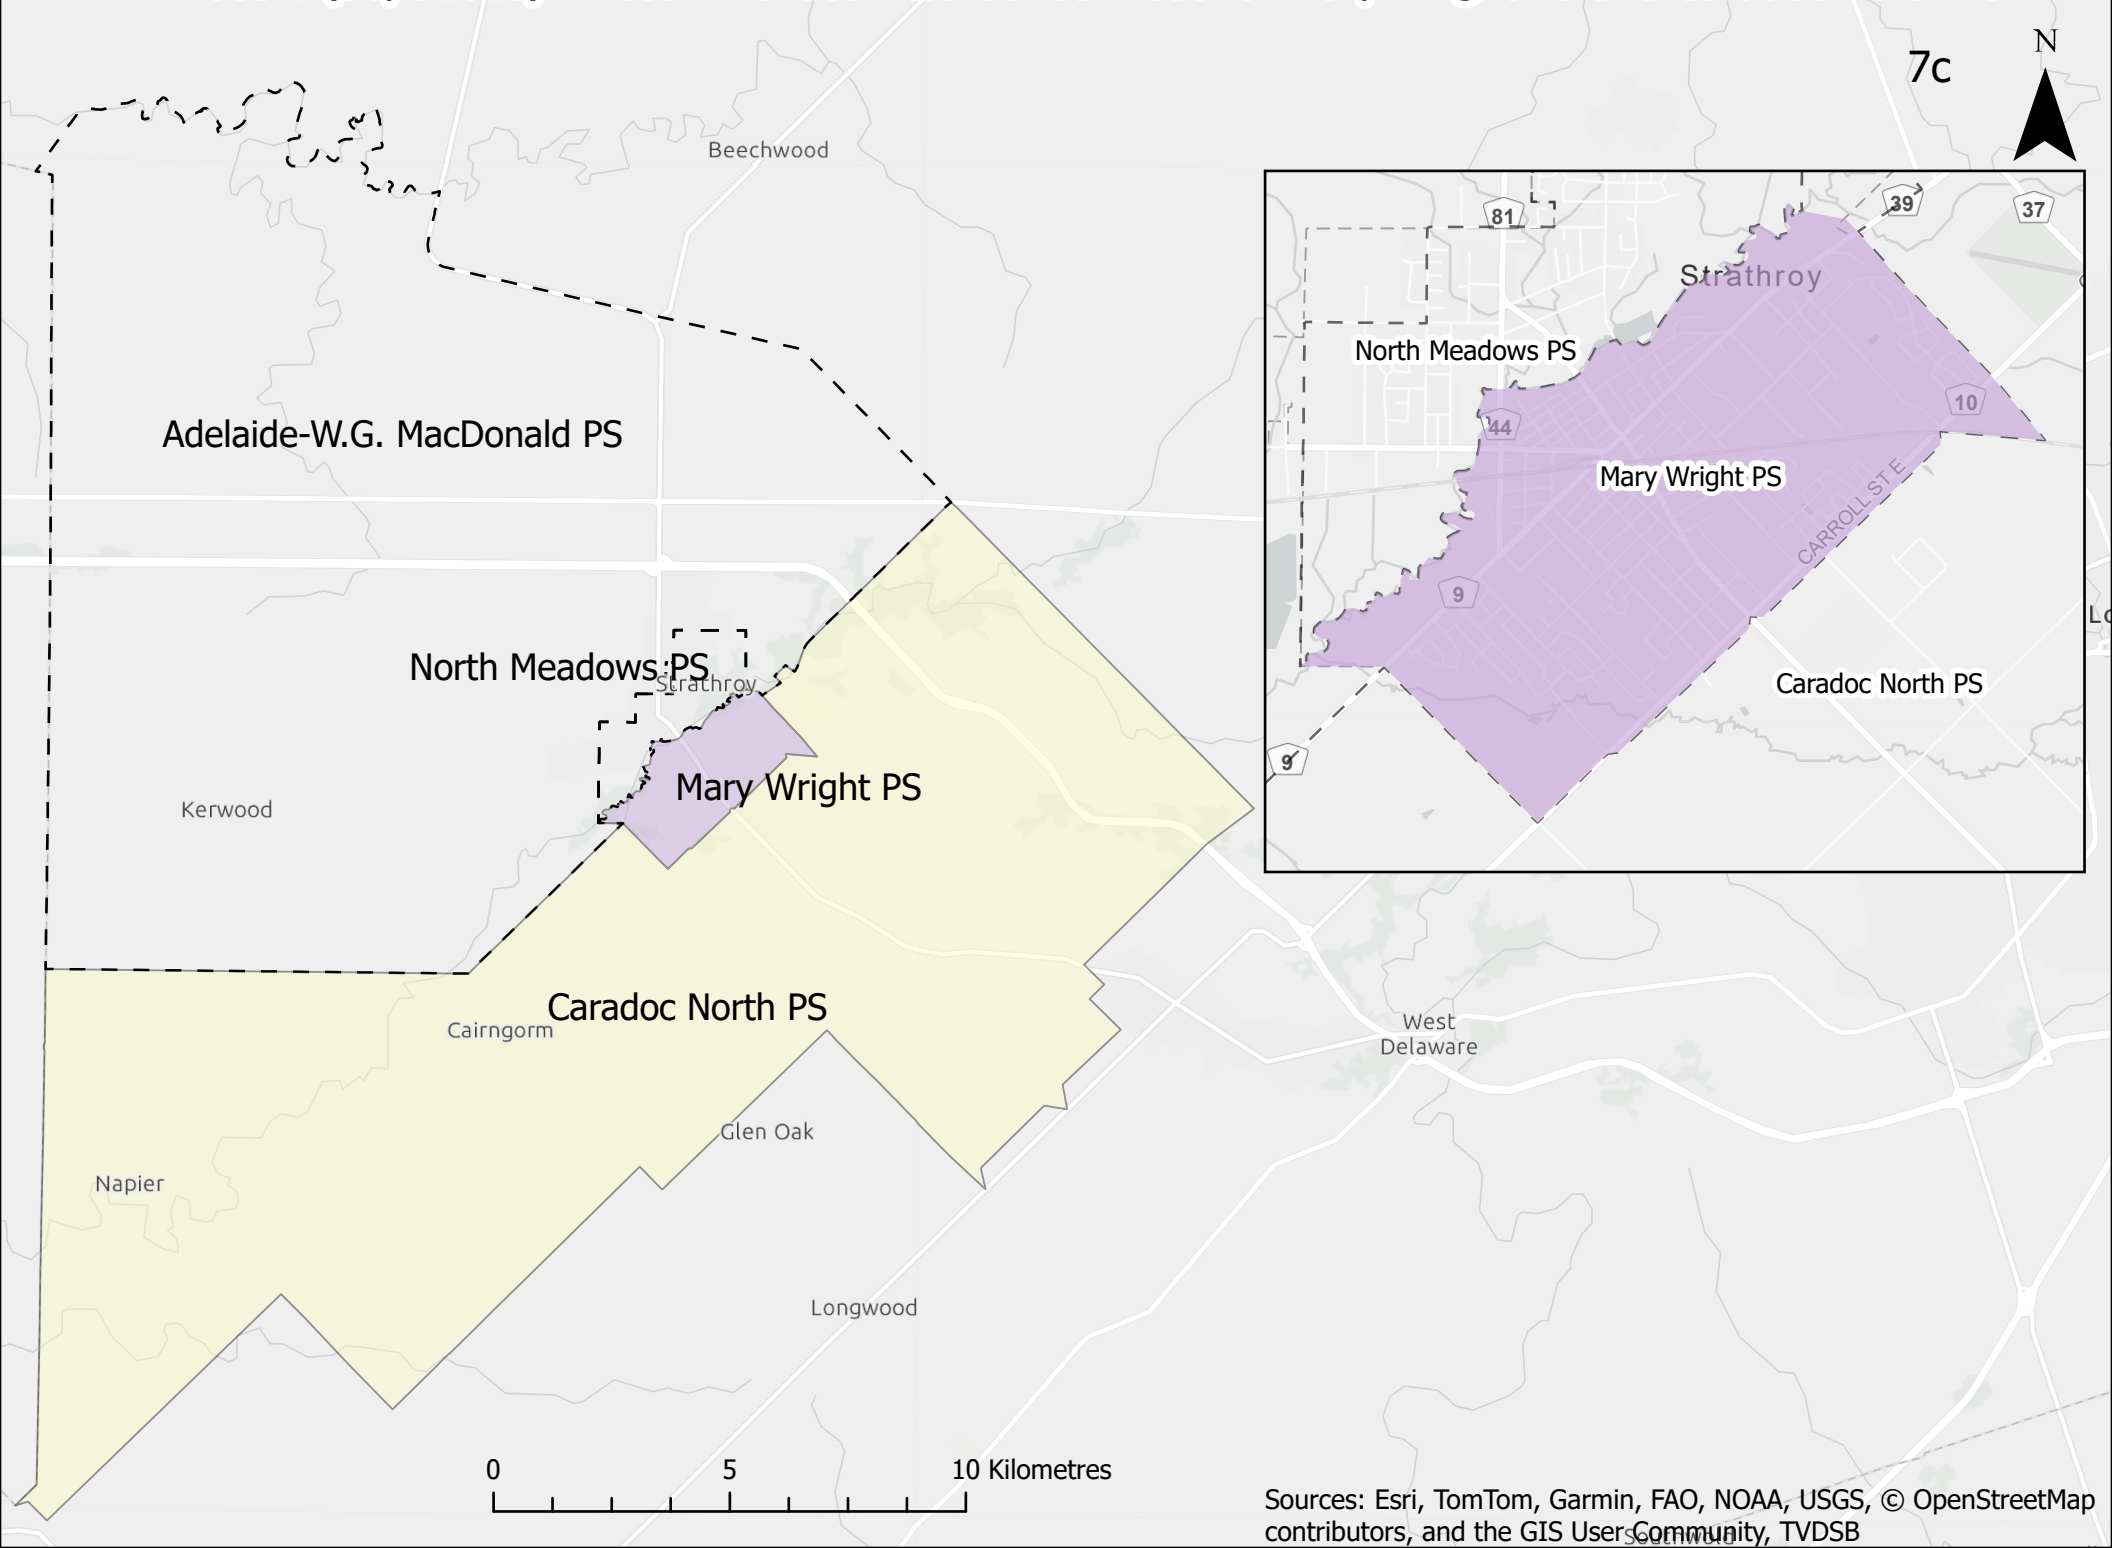 7c
N
Beechwood
81
39
37
Strathroy
North Meadows PS
44
10
Mary Wright PS
CARROLL ST E
9
Caradoc North PS
9
Adelaide-W.G. MacDonald PS
North Meadows PS
Strathroy
Mary Wright PS
Kerwood
Caradoc North PS
Cairngorm
West
Delaware
Glen Oak
Napier
Longwood
0 5 10 Kilometres
Sources: Esri, TomTom, Garmin, FAO, NOAA, USGS, © OpenStreetMap
contributors, and the GIS User Community, TVDSB
Southwold